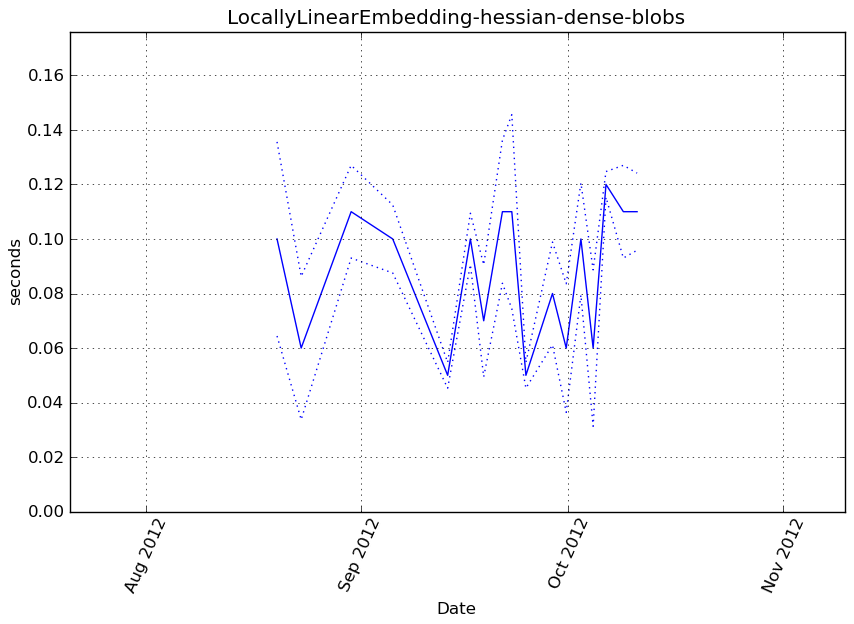 LocallyLinearEmbedding-hessian-dense-blobs
seconds
0.16
0.14
0.12
0.10
0.08
0.06
0.04
0.02
0.00
Aug 2012
Sep 2012
Oct 2012
Nov 2012
Date